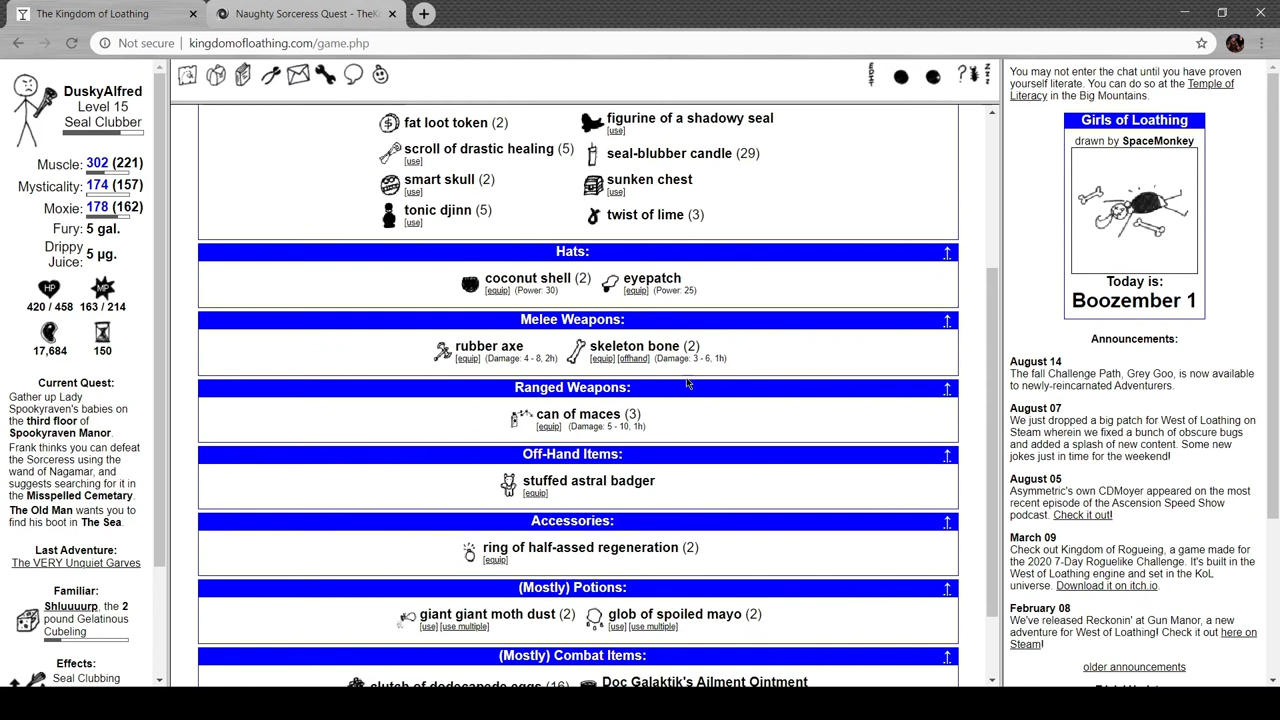 The Kingdom of Loathing
Naughty Sorceress Quest - TheK
Not secure | kingdomofloathing.com/game.php
DuskyAlfred
Level 15
Seal Clubber
Muscle: 302 (221)
Mysticality: 174 (157)
Moxie: 178 (162)
Fury: 5 gal.
Drippy Juice: 5 µg.
HP MP
420 / 458 163 / 214
17,684 150
Current Quest:
Gather up Lady
Spookyraven's babies on
the third floor of
Spookyraven Manor.
Frank thinks you can defeat
the Sorceress using the
wand of Nagamar, and
suggests searching for it in
the Misspelled Cemetary.
The Old Man wants you to
find his boot in The Sea.
Last Adventure:
The VERY Unquiet Garves
Familiar:
Shluuuurp, the 2
pound Gelatinous
Cubeling
Effects:
Seal Clubbing
fat loot token (2) figurine of a shadowy seal
[use]
scroll of drastic healing (5) seal-blubber candle (29)
[use]
smart skull (2) sunken chest
[use] [use]
tonic djinn (5) twist of lime (3)
[use]
Hats:
coconut shell (2) eyepatch
[equip] (Power: 30) [equip] (Power: 25)
Melee Weapons:
rubber axe skeleton bone (2)
[equip] (Damage: 4 - 8, 2h) [equip] [offhand] (Damage: 3 - 6, 1h)
Ranged Weapons:
can of maces (3)
[equip] (Damage: 5 - 10, 1h)
Off-Hand Items:
stuffed astral badger
[equip]
Accessories:
ring of half-assed regeneration (2)
[equip]
(Mostly) Potions:
giant giant moth dust (2) glob of spoiled mayo (2)
[use] [use multiple] [use] [use multiple]
(Mostly) Combat Items:
clutch of dodecapede eggs (16) Doc Galaktik's Ailment Ointment
You may not enter the chat until you have proven
yourself literate. You can do so at the Temple of
Literacy in the Big Mountains.
Girls of Loathing
drawn by SpaceMonkey
Today is:
Boozember 1
Announcements:
August 14
The fall Challenge Path, Grey Goo, is now available
to newly-reincarnated Adventurers.
August 07
We just dropped a big patch for West of Loathing on
Steam wherein we fixed a bunch of obscure bugs
and added a splash of new content. Some new
jokes just in time for the weekend!
August 05
Asymmetric's own CDMoyer appeared on the most
recent episode of the Ascension Speed Show
podcast. Check it out!
March 09
Check out Kingdom of Rogueing, a game made for
the 2020 7-Day Roguelike Challenge. It's built in the
West of Loathing engine and set in the KoL
universe. Download it on itch.io.
February 08
We've released Reckonin' at Gun Manor, a new
adventure for West of Loathing! Check it out here on
Steam!
older announcements